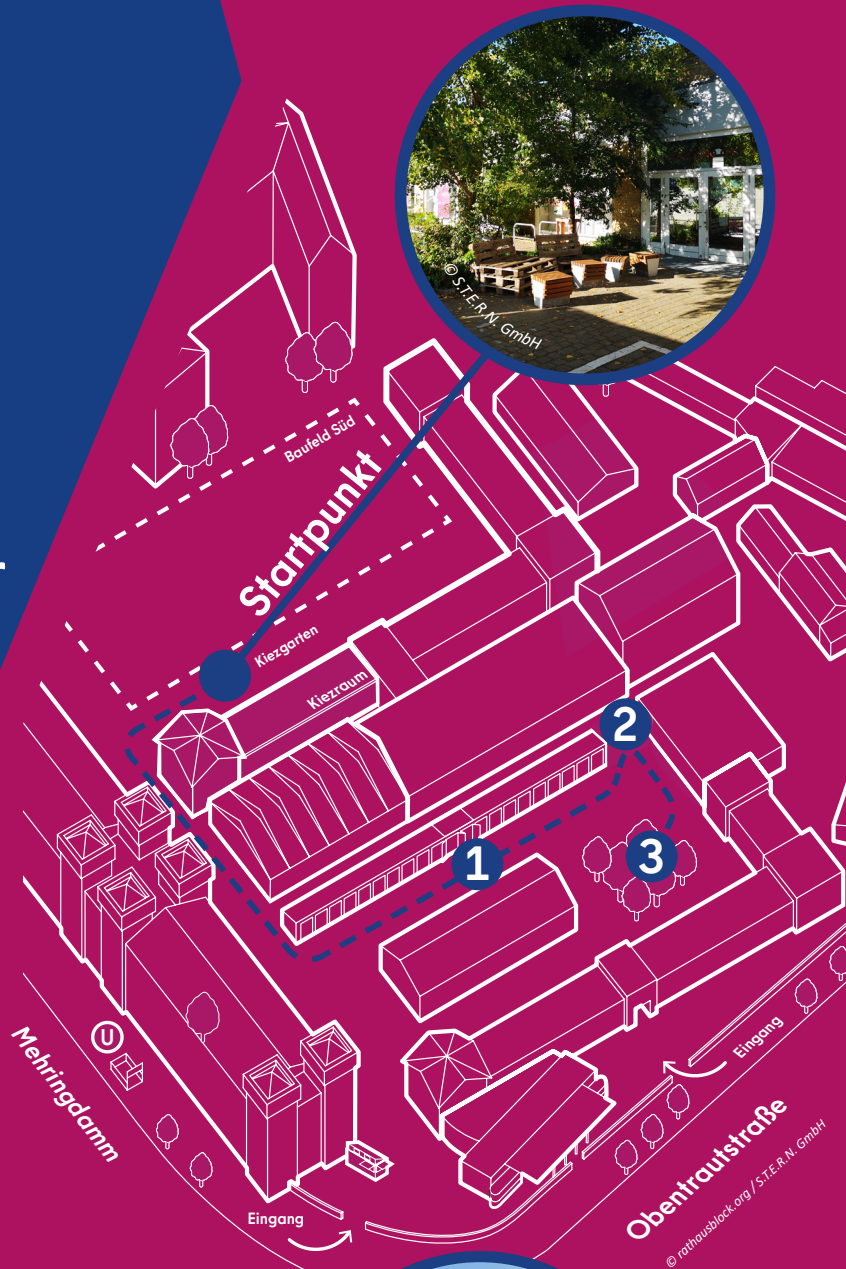 © S.T.E.R.N. GmbH
Baufeld Süd
Startpunkt
Kiezgarten
Kiezraum
2
1
3
U
Mehringdamm
Eingang
Eingang
Obentrautstraße
© rathausblock.org / S.T.E.R.N. GmbH